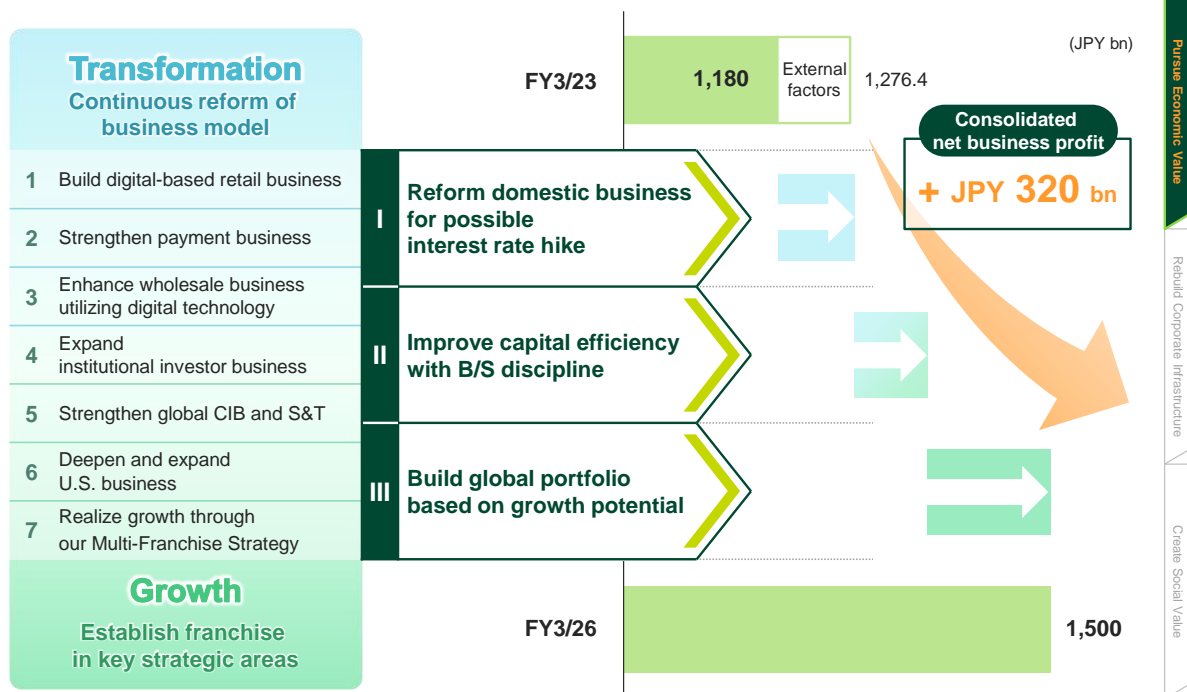 Transformation
Continuous reform of
business model
1 Build digital-based retail business
2 Strengthen payment business
3 Enhance wholesale business
utilizing digital technology
4 Expand
institutional investor business
5 Strengthen global CIB and S&T
6 Deepen and expand
U.S. business
7 Realize growth through
our Multi-Franchise Strategy
Growth
Establish franchise
in key strategic areas
I Reform domestic business
for possible
interest rate hike
II Improve capital efficiency
with B/S discipline
III Build global portfolio
based on growth potential
(JPY bn)
FY3/23
1,180
External
factors
1,276.4
Consolidated
net business profit
+ JPY 320 bn
FY3/26
1,500
Pursue Economic Value
Rebuild Corporate Infrastructure
Create Social Value